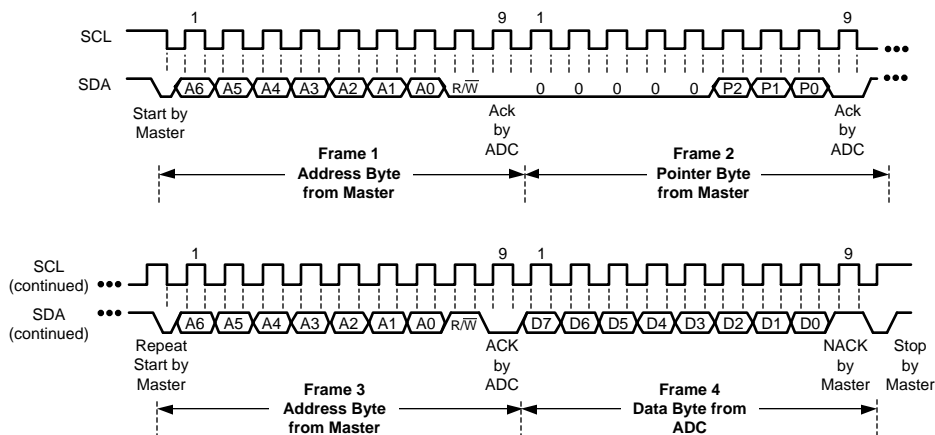 1 9 1 9
SCL
SDA A6 A5 A4 A3 A2 A1 A0 R/W̅ 0 0 0 0 0 P2 P1 P0
Start by
Master
Ack
by
ADC
Ack
by
ADC
Frame 1
Address Byte
from Master
Frame 2
Pointer Byte
from Master
1 9 1 9
SCL
(continued)
SDA
(continued)
A6 A5 A4 A3 A2 A1 A0 R/W̅ D7 D6 D5 D4 D3 D2 D1 D0
Repeat
Start by
Master
ACK
by
ADC
NACK
by
Master
Stop
by
Master
Frame 3
Address Byte
from Master
Frame 4
Data Byte from
ADC